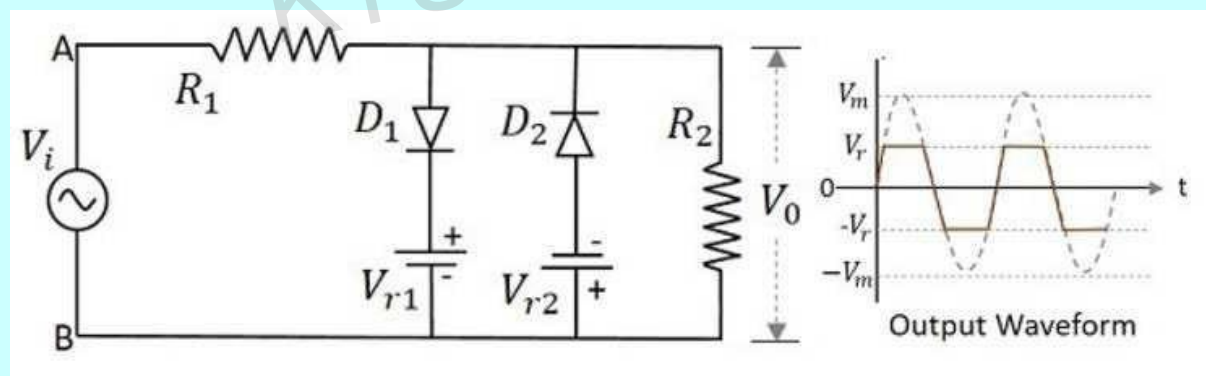 A
R₁
Vᵢ
D₁
D₂
R₂
+
-
Vᵣ₁
-
+
Vᵣ₂
B
V₀
Vₘ
Vᵣ
0
t
-Vᵣ
−Vₘ
Output Waveform